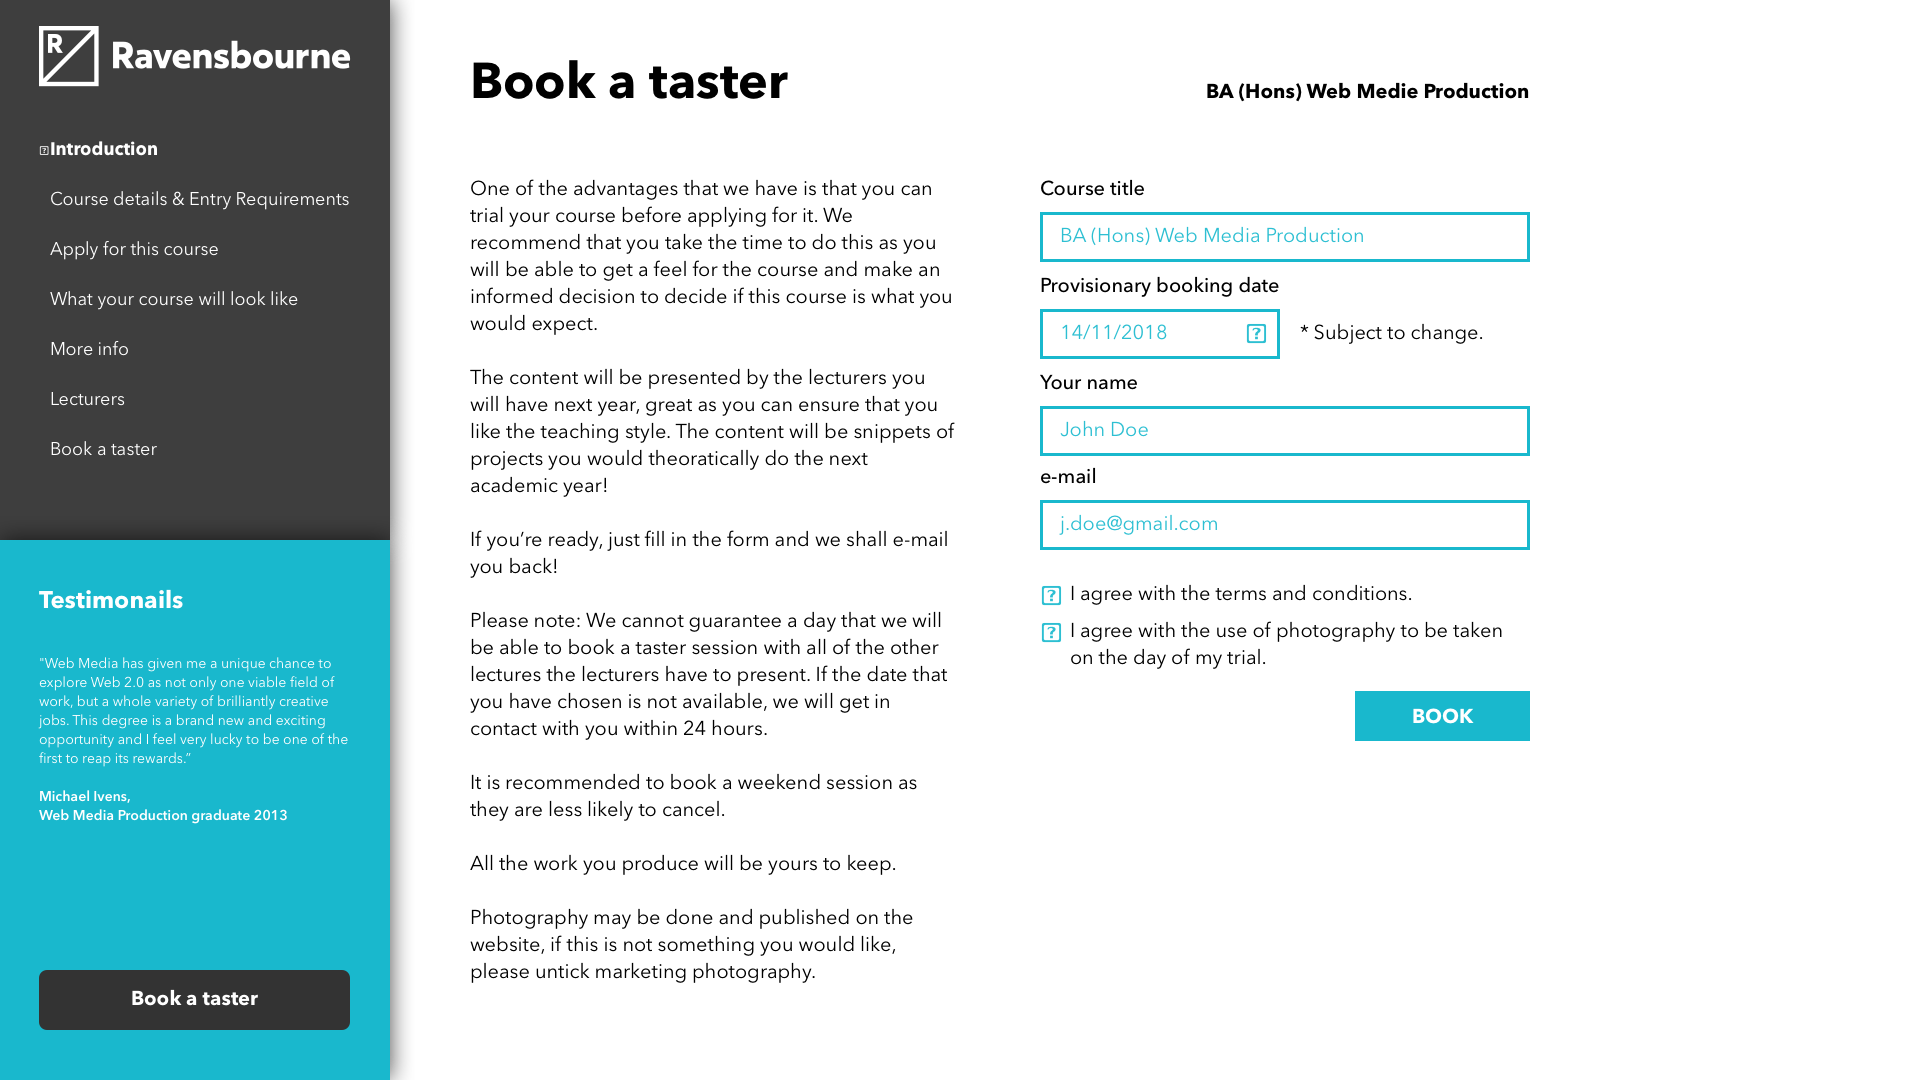 R Ravensbourne
Introduction
Course details & Entry Requirements
Apply for this course
What your course will look like
More info
Lecturers
Book a taster
Testimonails
"Web Media has given me a unique chance to
explore Web 2.0 as not only one viable field of
work, but a whole variety of brilliantly creative
jobs. This degree is a brand new and exciting
opportunity and I feel very lucky to be one of the
first to reap its rewards.”
Michael Ivens,
Web Media Production graduate 2013
Book a taster
Book a taster
BA (Hons) Web Medie Production
One of the advantages that we have is that you can
trial your course before applying for it. We
recommend that you take the time to do this as you
will be able to get a feel for the course and make an
informed decision to decide if this course is what you
would expect.
The content will be presented by the lecturers you
will have next year, great as you can ensure that you
like the teaching style. The content will be snippets of
projects you would theoratically do the next
academic year!
If you’re ready, just fill in the form and we shall e-mail
you back!
Please note: We cannot guarantee a day that we will
be able to book a taster session with all of the other
lectures the lecturers have to present. If the date that
you have chosen is not available, we will get in
contact with you within 24 hours.
It is recommended to book a weekend session as
they are less likely to cancel.
All the work you produce will be yours to keep.
Photography may be done and published on the
website, if this is not something you would like,
please untick marketing photography.
Course title
BA (Hons) Web Media Production
Provisionary booking date
14/11/2018
* Subject to change.
Your name
John Doe
e-mail
j.doe@gmail.com
I agree with the terms and conditions.
I agree with the use of photography to be taken
on the day of my trial.
BOOK